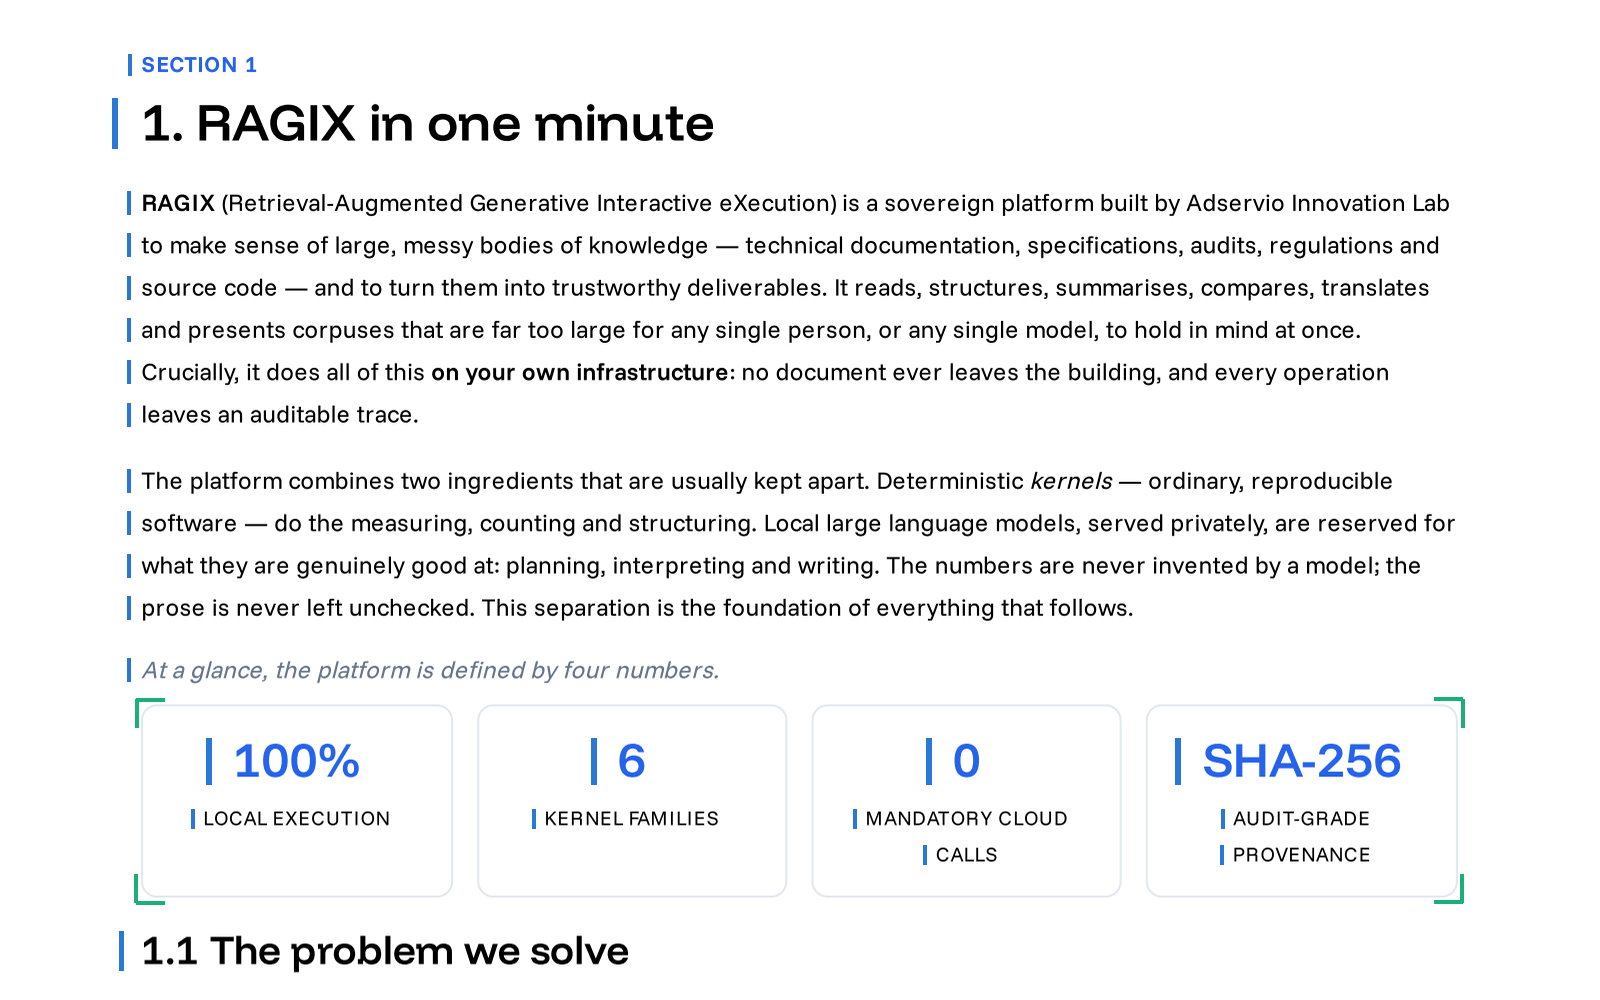 SECTION 1
1. RAGIX in one minute
RAGIX (Retrieval-Augmented Generative Interactive eXecution) is a sovereign platform built by Adservio Innovation Lab
to make sense of large, messy bodies of knowledge — technical documentation, specifications, audits, regulations and
source code — and to turn them into trustworthy deliverables. It reads, structures, summarises, compares, translates
and presents corpuses that are far too large for any single person, or any single model, to hold in mind at once.
Crucially, it does all of this on your own infrastructure: no document ever leaves the building, and every operation
leaves an auditable trace.
The platform combines two ingredients that are usually kept apart. Deterministic kernels — ordinary, reproducible
software — do the measuring, counting and structuring. Local large language models, served privately, are reserved for
what they are genuinely good at: planning, interpreting and writing. The numbers are never invented by a model; the
prose is never left unchecked. This separation is the foundation of everything that follows.
At a glance, the platform is defined by four numbers.
100%
LOCAL EXECUTION
6
KERNEL FAMILIES
0
MANDATORY CLOUD
CALLS
SHA-256
AUDIT-GRADE
PROVENANCE
1.1 The problem we solve